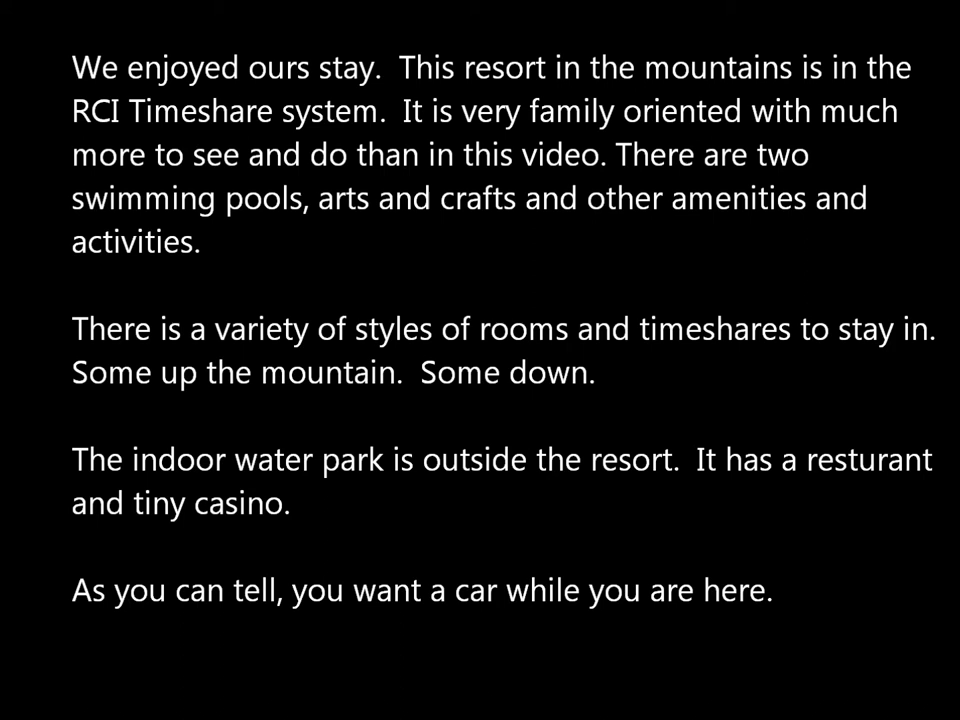 We enjoyed ours stay.  This resort in the mountains is in the
RCI Timeshare system.  It is very family oriented with much
more to see and do than in this video. There are two
swimming pools, arts and crafts and other amenities and
activities.
There is a variety of styles of rooms and timeshares to stay in.
Some up the mountain.  Some down.
The indoor water park is outside the resort.  It has a resturant
and tiny casino.
As you can tell, you want a car while you are here.